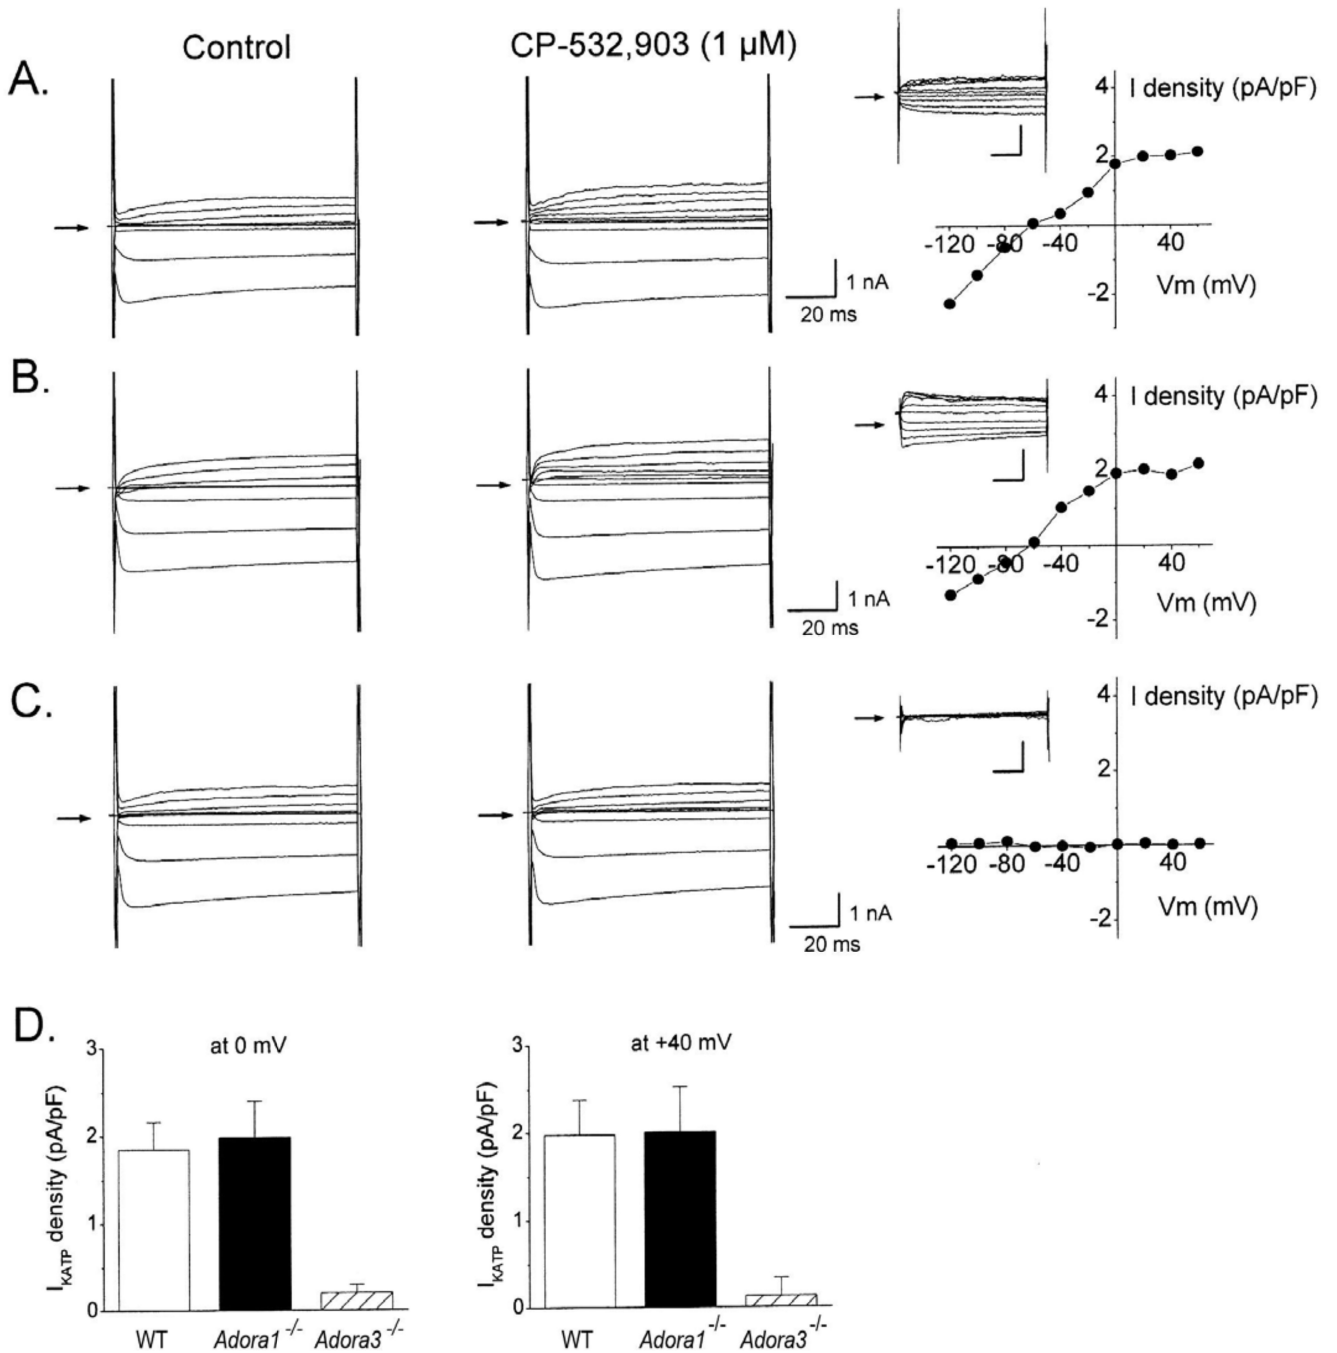 Control
CP-532,903 (1 µM)
A.
1 nA
20 ms
4
I density (pA/pF)
2
-120 -80 -40 40
-2
Vm (mV)
B.
1 nA
20 ms
4
I density (pA/pF)
2
-120 -80 -40 40
-2
Vm (mV)
C.
1 nA
20 ms
4
I density (pA/pF)
2
-120 -80 -40 40
-2
Vm (mV)
D.
at 0 mV
3
2
1
0
IKATP density (pA/pF)
WT Adora1-/- Adora3-/-
at +40 mV
3
2
1
0
IKATP density (pA/pF)
WT Adora1-/- Adora3-/-